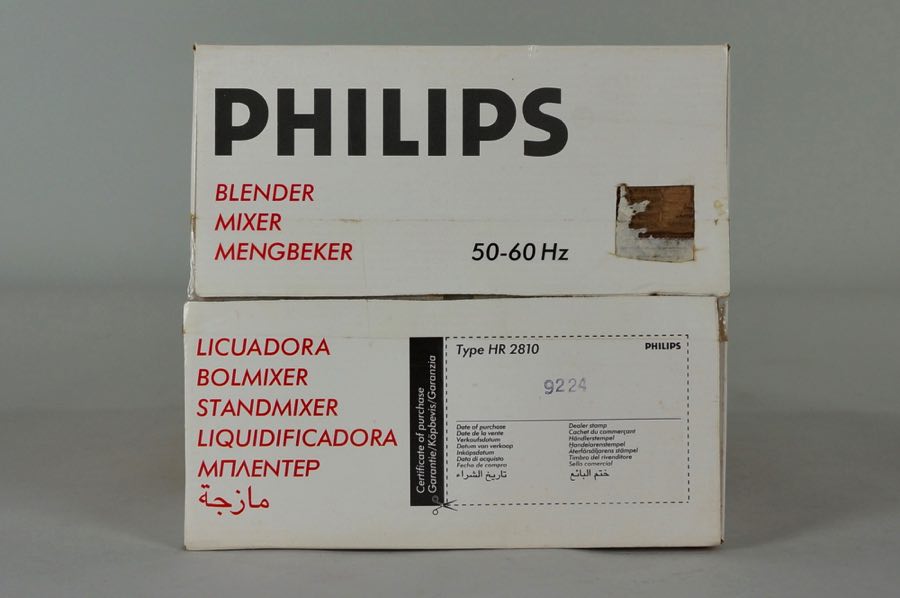 PHILIPS
BLENDER
MIXER
MENGBEKER
50-60 Hz
LICUADORA
BOLMIXER
STANDMIXER
LIQUIDIFICADORA
ΜΠΛΕΝΤΕΡ
مازجة
Certificate of purchase
Garantie/Köpbevis/Garanzia
Type HR 2810
PHILIPS
9224
Date of purchase
Date de la vente
Verkaufsdatum
Datum van verkoop
Inköpsdatum
Data di acquisto
Fecha de compra
تاريخ الشراء
Dealer stamp
Cachet du commerçant
Händlerstempel
Handelarenstempel
Återförsäljarens stämpel
Timbro del rivenditore
Sello comercial
ختم البائع